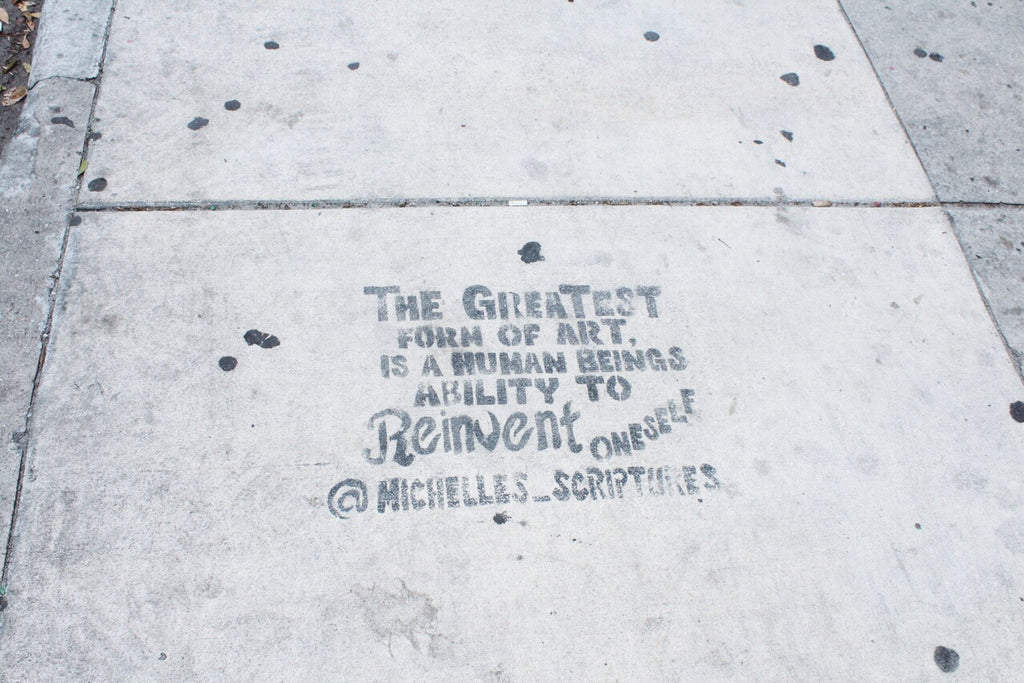 THE GREATEST
FORM OF ART,
IS A HUMAN BEINGS
ABILITY TO
Reinvent ONESELF
@MICHELLES_SCRIPTURES